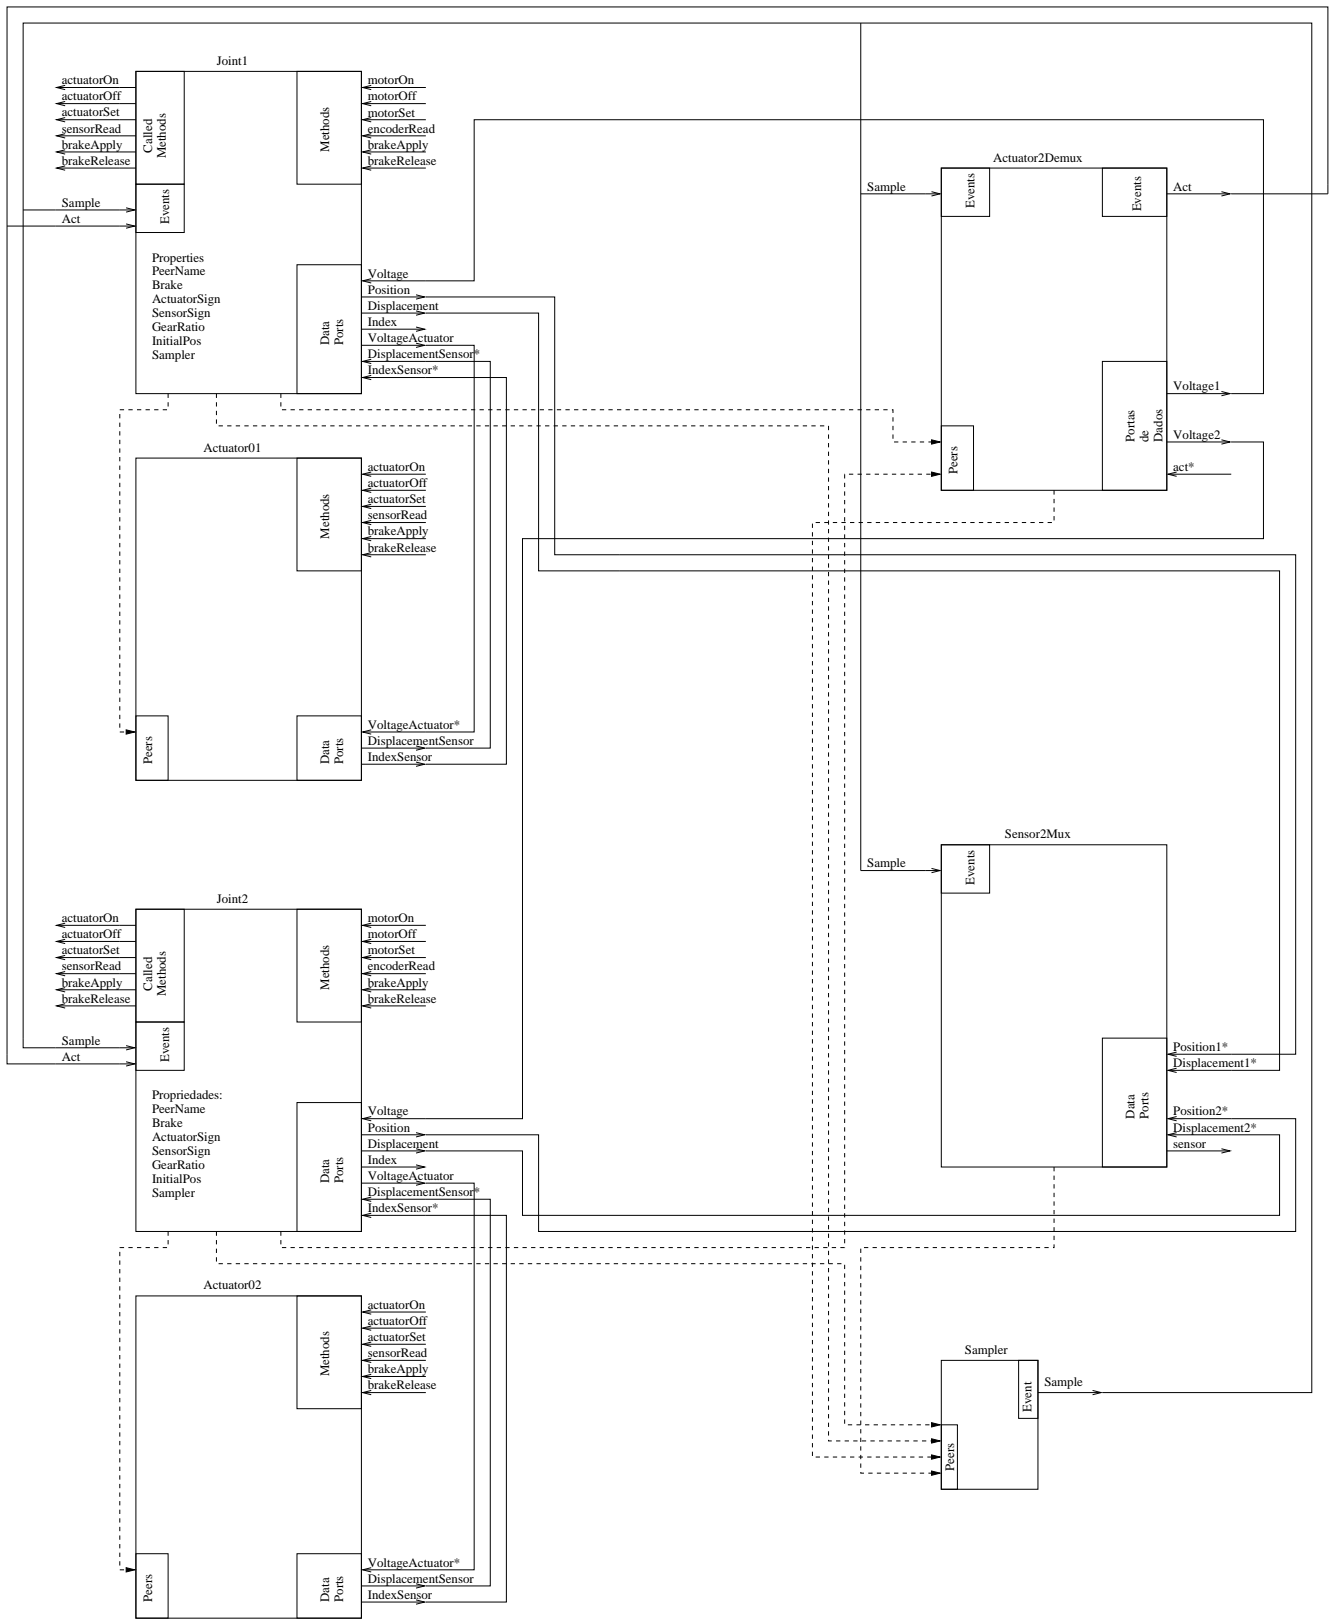 Joint1
actuatorOn
actuatorOff
actuatorSet
sensorRead
brakeApply
brakeRelease
Called
Methods
Methods
motorOn
motorOff
motorSet
encoderRead
brakeApply
brakeRelease
Sample
Act
Events
Properties
PeerName
Brake
ActuatorSign
SensorSign
GearRatio
InitialPos
Sampler
Data
Ports
Voltage
Position
Displacement
Index
VoltageActuator
DisplacementSensor*
IndexSensor*
Actuator2Demux
Sample
Events
Events
Act
Portas
de
Dados
Voltage1
Voltage2
act*
Peers
Actuator01
Methods
actuatorOn
actuatorOff
actuatorSet
sensorRead
brakeApply
brakeRelease
Peers
Data
Ports
VoltageActuator*
DisplacementSensor
IndexSensor
Sensor2Mux
Sample
Events
Data
Ports
Position1*
Displacement1*
Position2*
Displacement2*
sensor
Joint2
actuatorOn
actuatorOff
actuatorSet
sensorRead
brakeApply
brakeRelease
Called
Methods
Methods
motorOn
motorOff
motorSet
encoderRead
brakeApply
brakeRelease
Sample
Act
Events
Propriedades:
PeerName
Brake
ActuatorSign
SensorSign
GearRatio
InitialPos
Sampler
Data
Ports
Voltage
Position
Displacement
Index
VoltageActuator
DisplacementSensor*
IndexSensor*
Actuator02
Methods
actuatorOn
actuatorOff
actuatorSet
sensorRead
brakeApply
brakeRelease
Peers
Data
Ports
VoltageActuator*
DisplacementSensor
IndexSensor
Sampler
Event
Sample
Peers